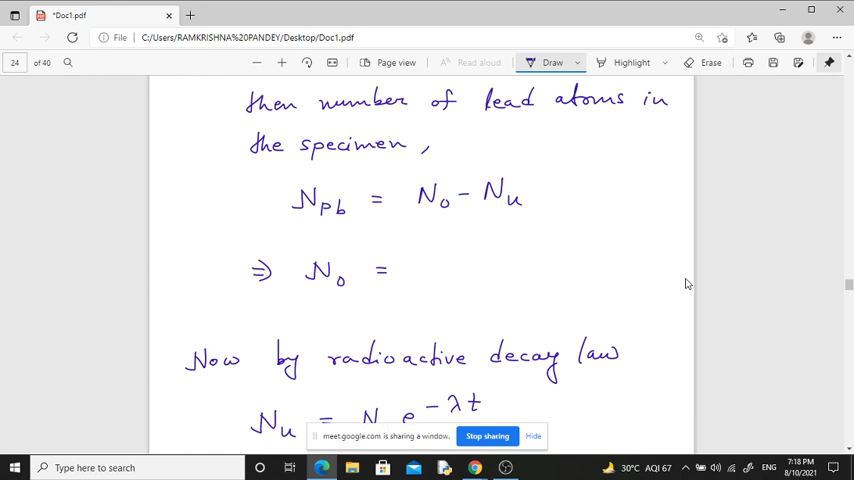 *Doc1.pdf
File C:/Users/RAMKRISHNA%20PANDEY/Desktop/Doc1.pdf
24 of 40 Page view Read aloud Draw Highlight Erase
then number of lead atoms in
the specimen,
N_Pb = N_0 - N_u
⇒ N_0 =
Now by radioactive decay law
N_u = N e^{-λt}
meet.google.com is sharing a window. Stop sharing Hide
Type here to search 30°C AQI 67 ENG 7:18 PM
8/10/2021